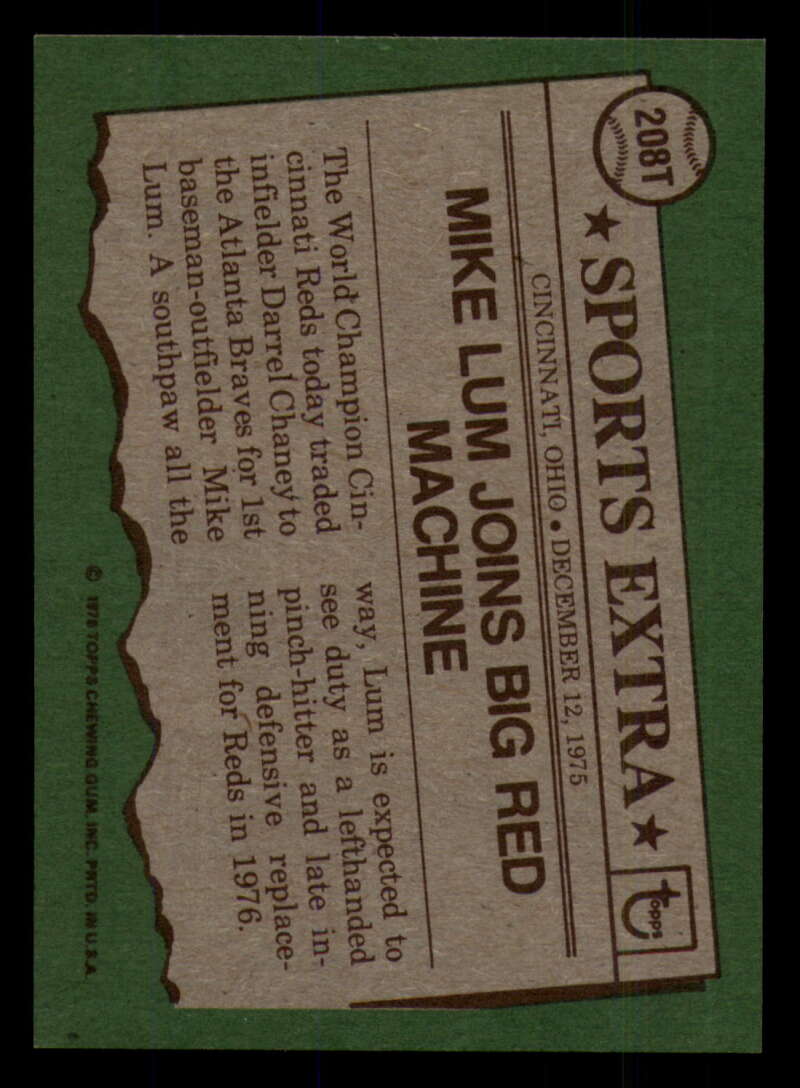 208T
★ SPORTS EXTRA ★
topps
CINCINNATI, OHIO • DECEMBER 12, 1975
MIKE LUM JOINS BIG RED
MACHINE
The World Champion Cin-
cinnati Reds today traded
infielder Darrel Chaney to
the Atlanta Braves for 1st
baseman-outfielder Mike
Lum. A southpaw all the
way, Lum is expected to
see duty as a lefthanded
pinch-hitter and late in-
ning defensive replace-
ment for Reds in 1976.
© 1976 TOPPS CHEWING GUM, INC. PRTD. IN U.S.A.